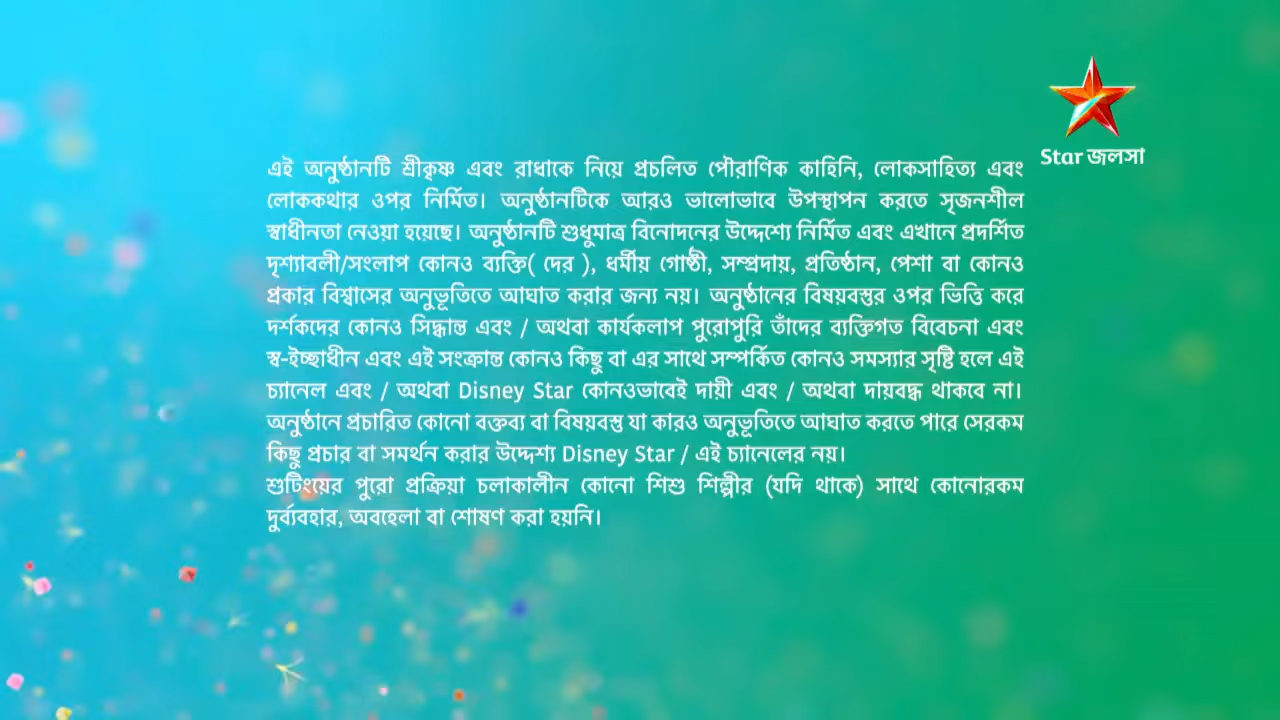 Star জলসা
এই অনুষ্ঠানটি শ্রীকৃষ্ণ এবং রাধাকে নিয়ে প্রচলিত পৌরাণিক কাহিনি, লোকসাহিত্য এবং
লোককথার ওপর নির্মিত। অনুষ্ঠানটিকে আরও ভালোভাবে উপস্থাপন করতে সৃজনশীল
স্বাধীনতা নেওয়া হয়েছে। অনুষ্ঠানটি শুধুমাত্র বিনোদনের উদ্দেশ্যে নির্মিত এবং এখানে প্রদর্শিত
দৃশ্যাবলী/সংলাপ কোনও ব্যক্তি( দের ), ধর্মীয় গোষ্ঠী, সম্প্রদায়, প্রতিষ্ঠান, পেশা বা কোনও
প্রকার বিশ্বাসের অনুভূতিতে আঘাত করার জন্য নয়। অনুষ্ঠানের বিষয়বস্তুর ওপর ভিত্তি করে
দর্শকদের কোনও সিদ্ধান্ত এবং / অথবা কার্যকলাপ পুরোপুরি তাঁদের ব্যক্তিগত বিবেচনা এবং
স্ব-ইচ্ছাধীন এবং এই সংক্রান্ত কোনও কিছু বা এর সাথে সম্পর্কিত কোনও সমস্যার সৃষ্টি হলে এই
চ্যানেল এবং / অথবা Disney Star কোনওভাবেই দায়ী এবং / অথবা দায়বদ্ধ থাকবে না।
অনুষ্ঠানে প্রচারিত কোনো বক্তব্য বা বিষয়বস্তু যা কারও অনুভূতিতে আঘাত করতে পারে সেরকম
কিছু প্রচার বা সমর্থন করার উদ্দেশ্য Disney Star / এই চ্যানেলের নয়।
শুটিংয়ের পুরো প্রক্রিয়া চলাকালীন কোনো শিশু শিল্পীর (যদি থাকে) সাথে কোনোরকম
দুর্ব্যবহার, অবহেলা বা শোষণ করা হয়নি।